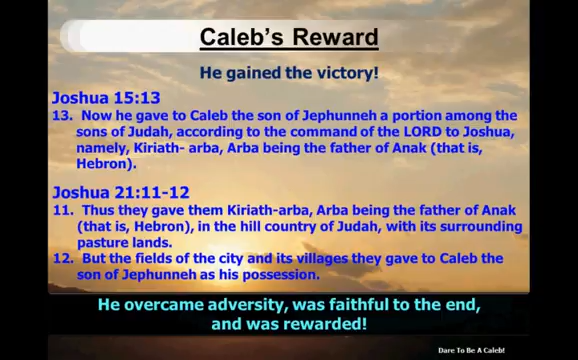 Caleb's Reward
He gained the victory!
Joshua 15:13
13. Now he gave to Caleb the son of Jephunneh a portion among the
sons of Judah, according to the command of the LORD to Joshua,
namely, Kiriath- arba, Arba being the father of Anak (that is,
Hebron).
Joshua 21:11-12
11. Thus they gave them Kiriath-arba, Arba being the father of Anak
(that is, Hebron), in the hill country of Judah, with its surrounding
pasture lands.
12. But the fields of the city and its villages they gave to Caleb the
son of Jephunneh as his possession.
He overcame adversity, was faithful to the end,
and was rewarded!
Dare To Be A Caleb!